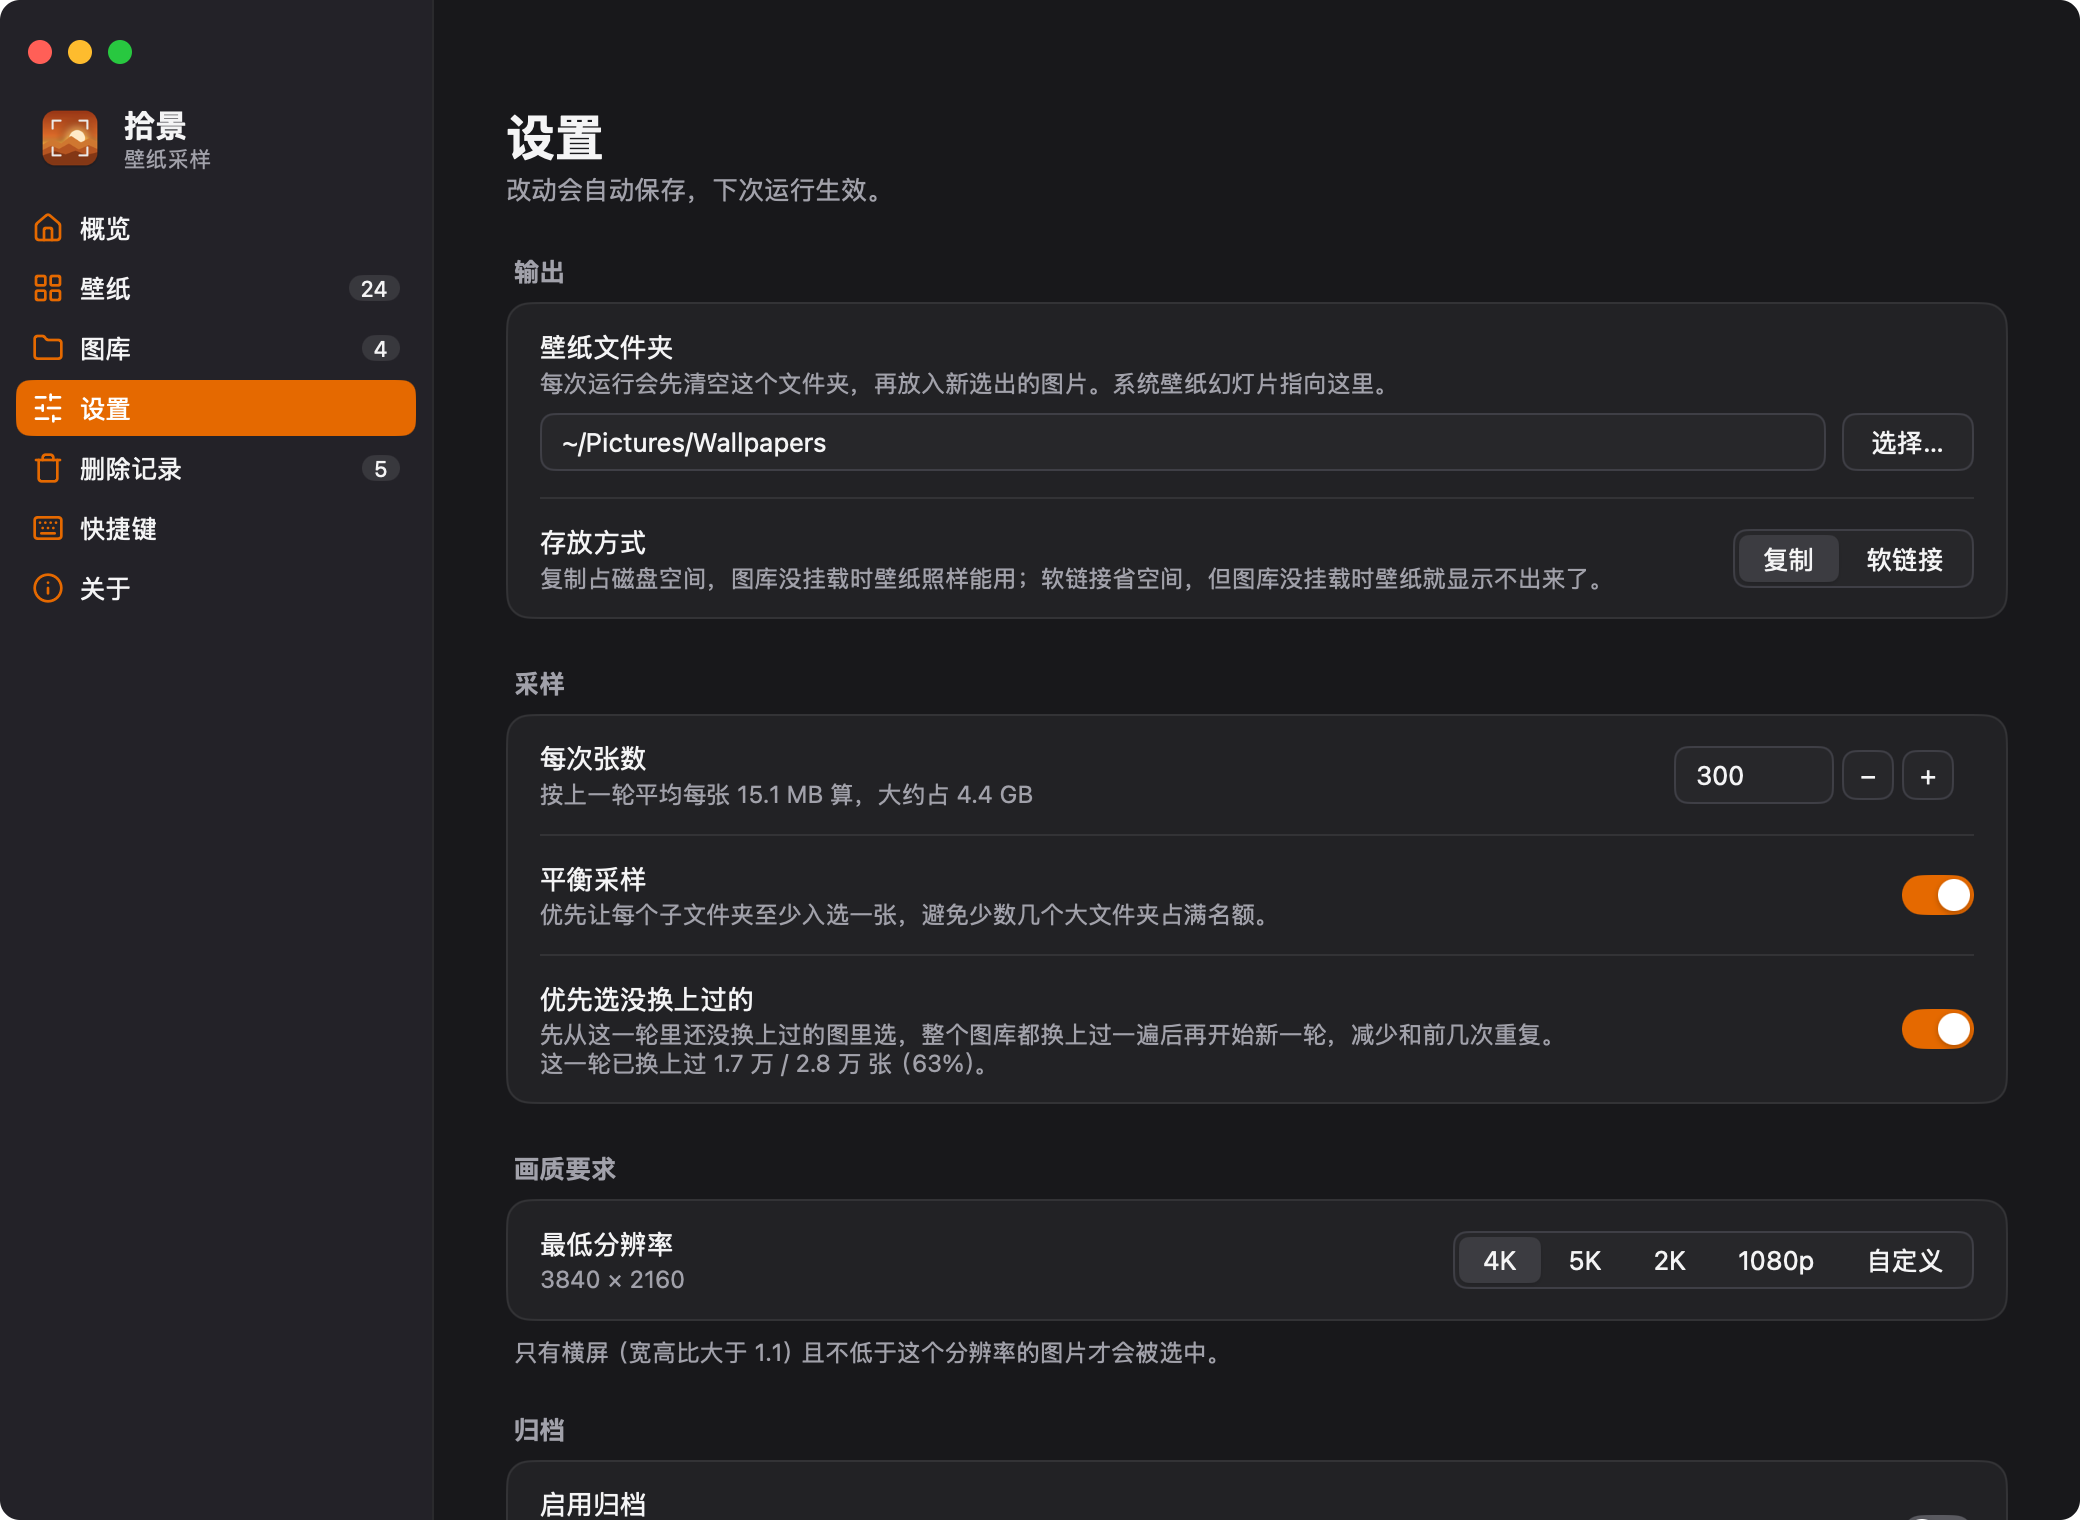 拾景
壁纸采样
概览
壁纸 24
图库 4
设置
删除记录 5
快捷键
关于
设置
改动会自动保存，下次运行生效。
输出
壁纸文件夹
每次运行会先清空这个文件夹，再放入新选出的图片。系统壁纸幻灯片指向这里。
~/Pictures/Wallpapers 选择...
存放方式
复制占磁盘空间，图库没挂载时壁纸照样能用；软链接省空间，但图库没挂载时壁纸就显示不出来了。
复制 软链接
采样
每次张数
按上一轮平均每张 15.1 MB 算，大约占 4.4 GB
300 − +
平衡采样
优先让每个子文件夹至少入选一张，避免少数几个大文件夹占满名额。
优先选没换上过的
先从这一轮里还没换上过的图里选，整个图库都换上过一遍后再开始新一轮，减少和前几次重复。
这一轮已换上过 1.7 万 / 2.8 万 张（63%）。
画质要求
最低分辨率
3840 × 2160
4K 5K 2K 1080p 自定义
只有横屏（宽高比大于 1.1）且不低于这个分辨率的图片才会被选中。
归档
启用归档